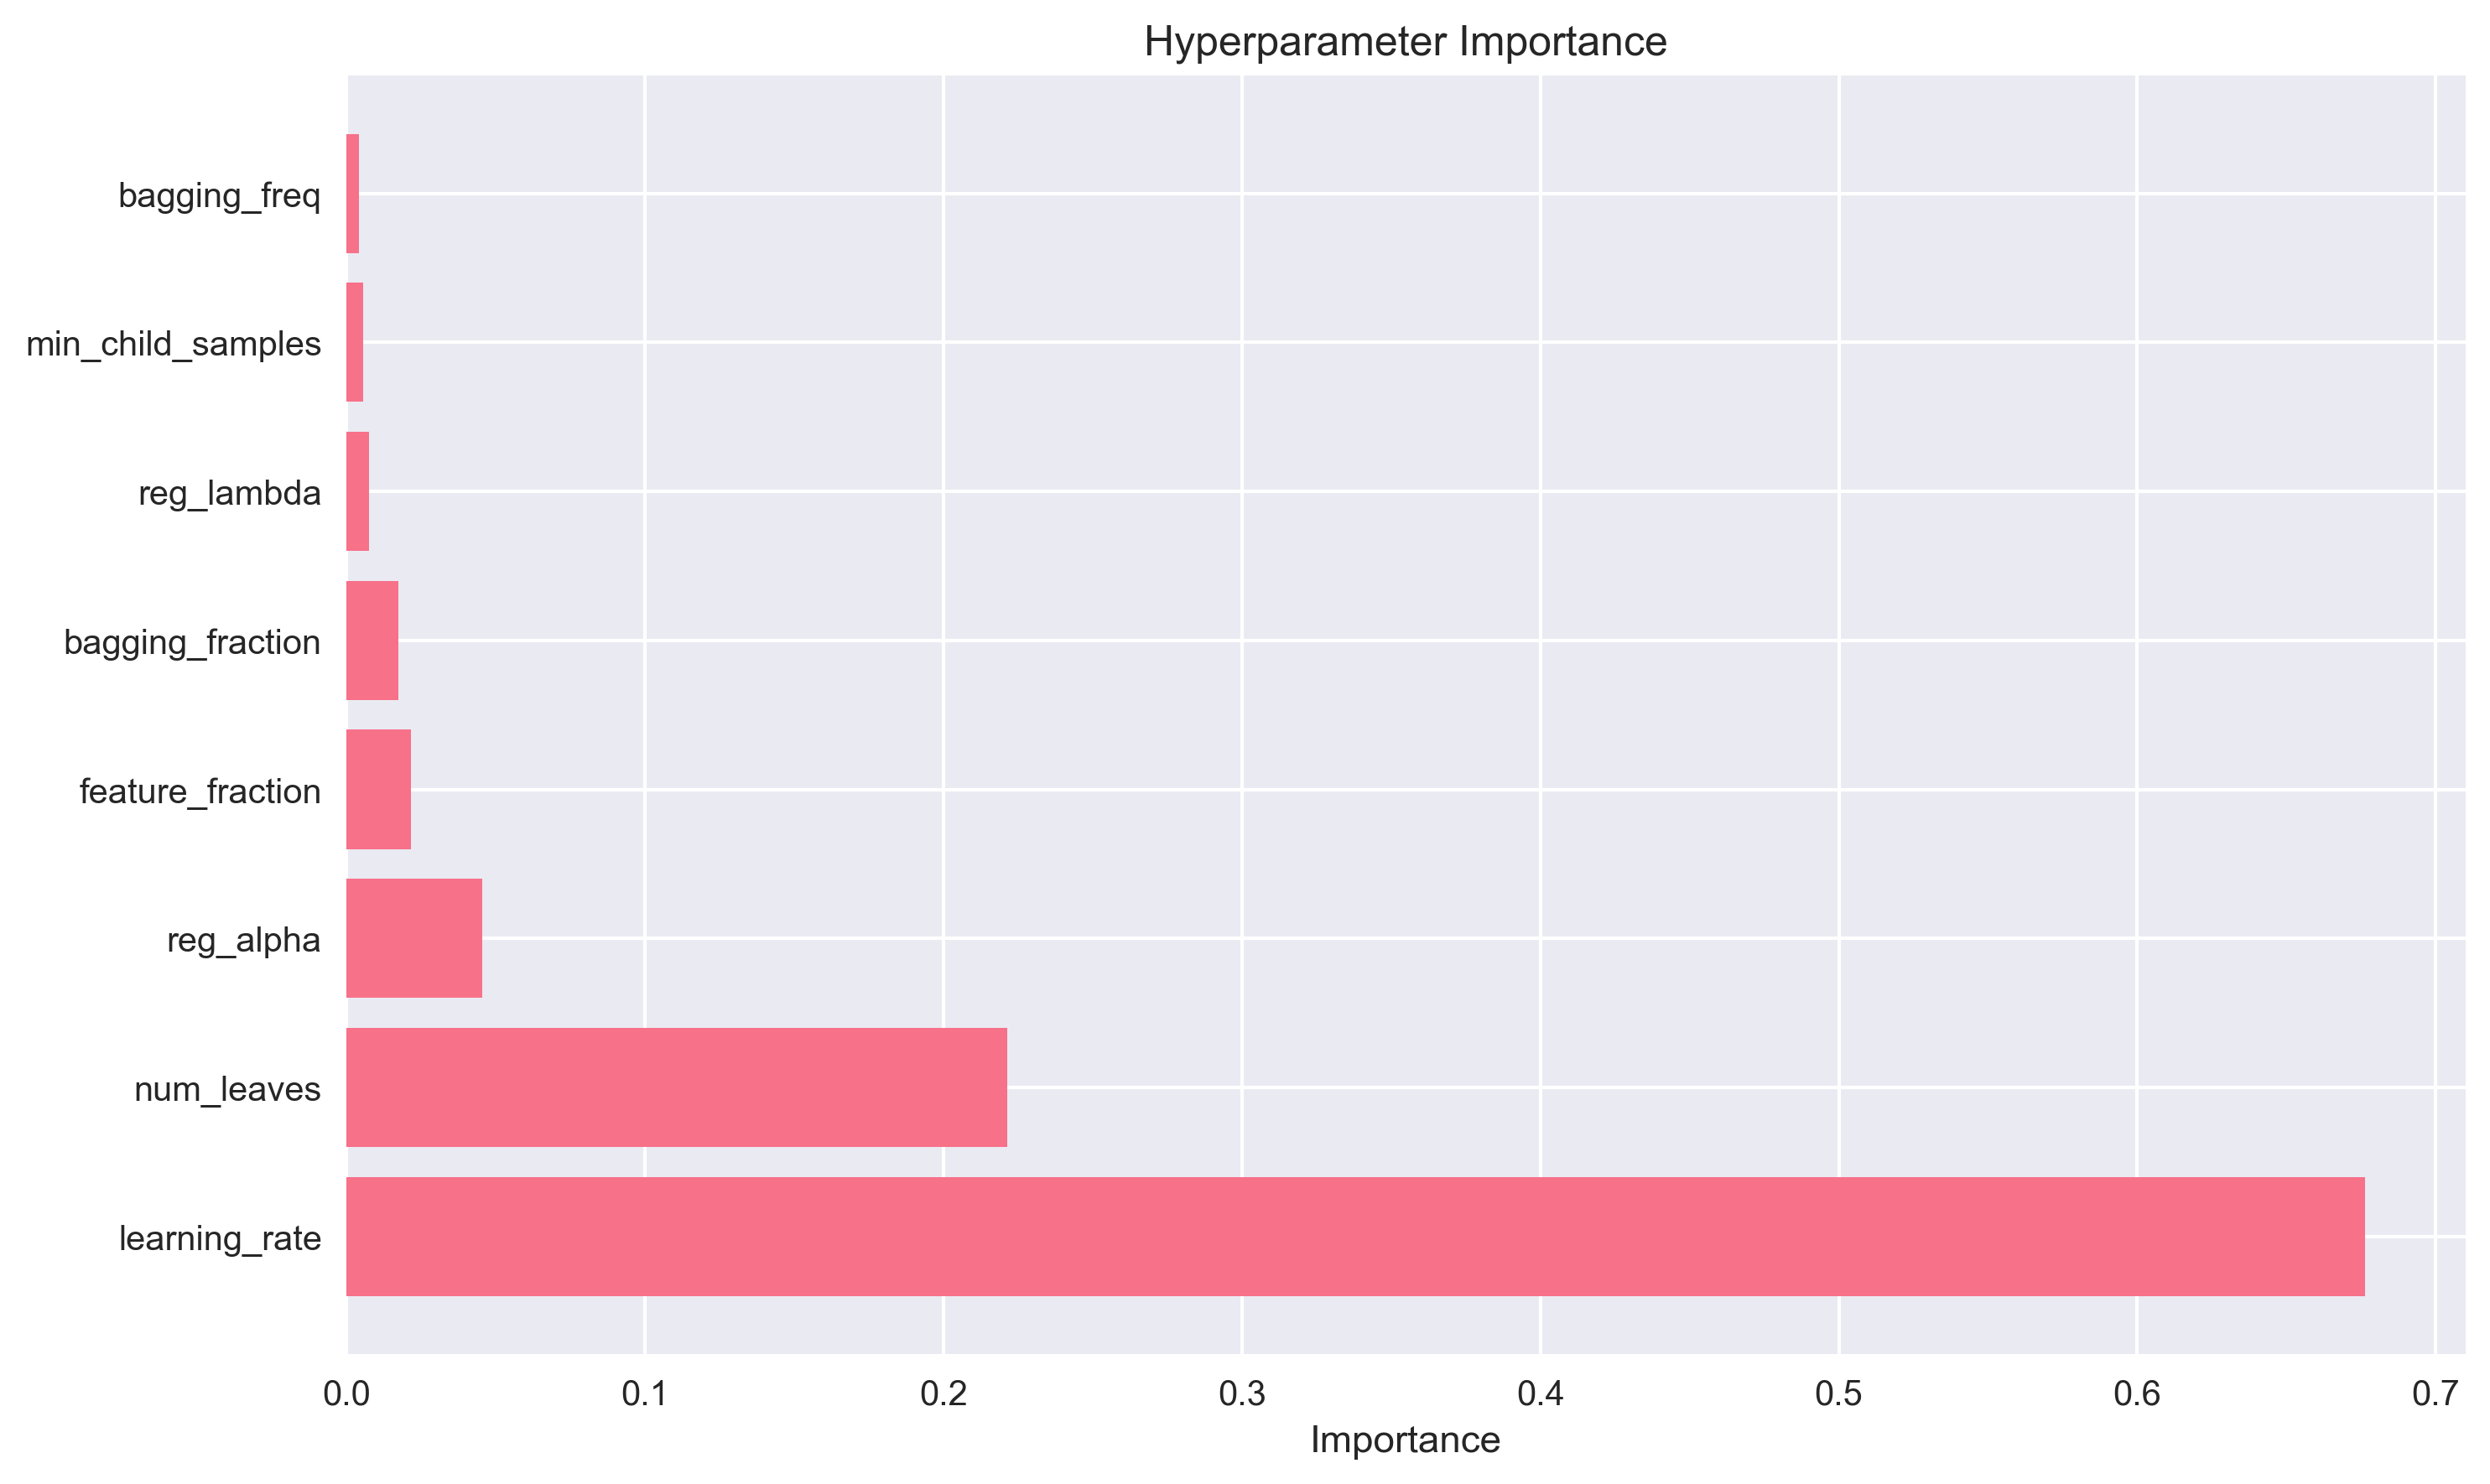 Hyperparameter Importance
bagging_freq
min_child_samples
reg_lambda
bagging_fraction
feature_fraction
reg_alpha
num_leaves
learning_rate
0.0 0.1 0.2 0.3 0.4 0.5 0.6 0.7
Importance